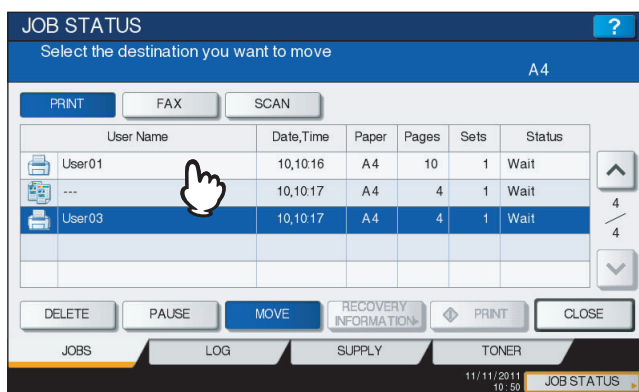 JOB STATUS ?
Select the destination you want to move
A4
PRINT FAX SCAN
User Name Date,Time Paper Pages Sets Status
User01 10,10:16 A4 10 1 Wait
--- 10,10:17 A4 4 1 Wait
User03 10,10:17 A4 4 1 Wait
4
4
DELETE PAUSE MOVE RECOVERY INFORMATION PRINT CLOSE
JOBS LOG SUPPLY TONER
11/11/2011
10:50 JOB STATUS